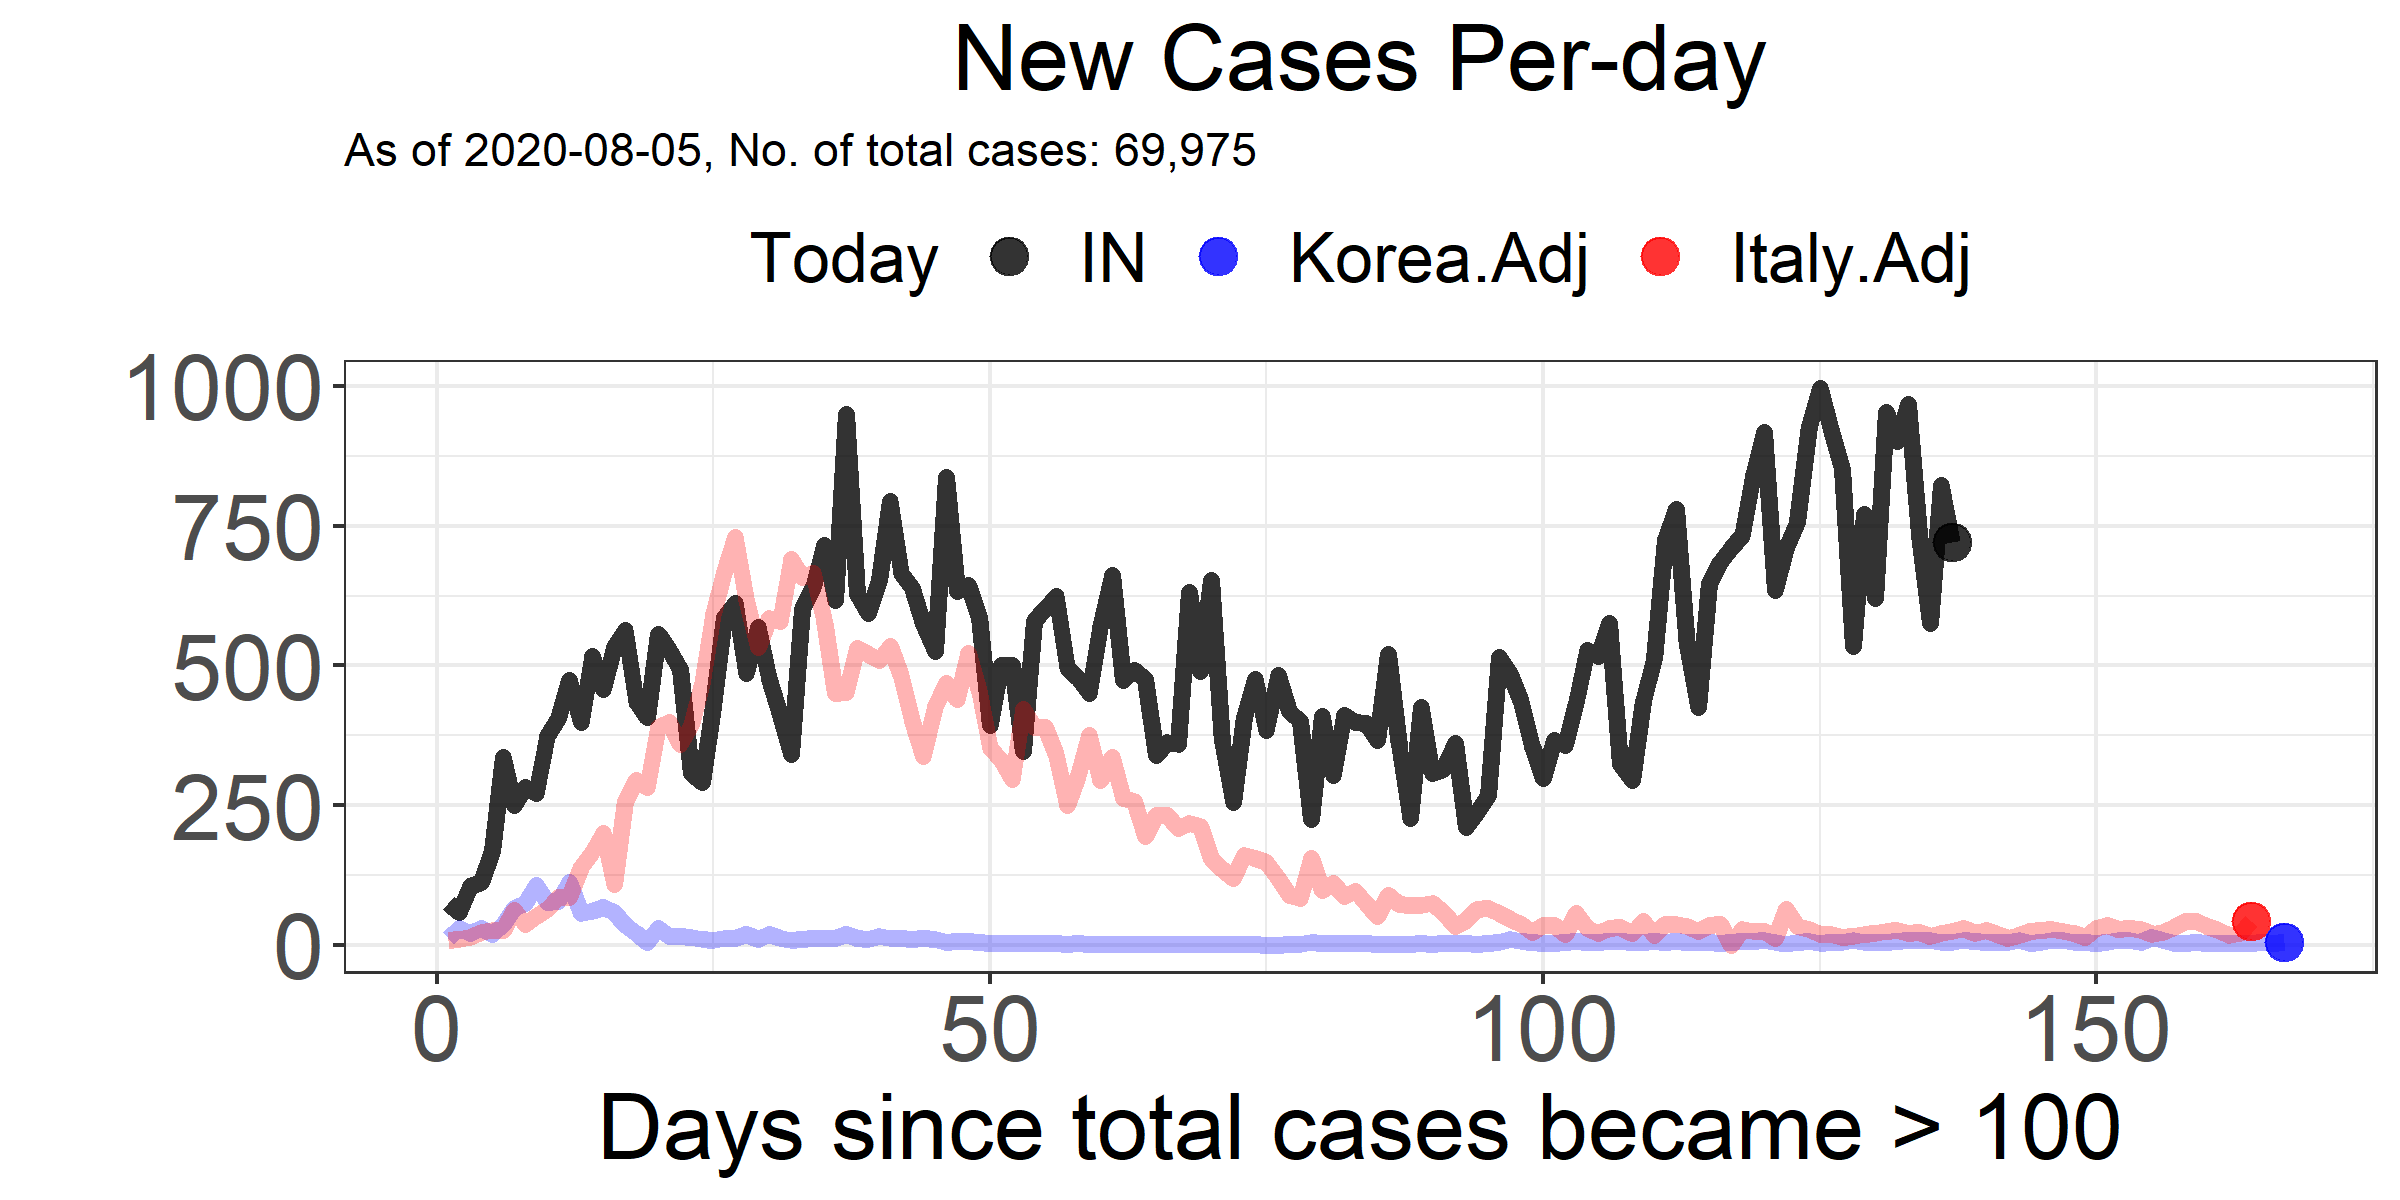 New Cases Per-day
As of 2020-08-05, No. of total cases: 69,975
Today IN Korea.Adj Italy.Adj
1000
750
500
250
0
0 50 100 150
Days since total cases became > 100